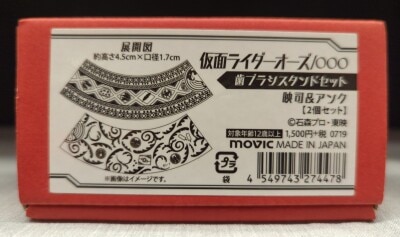 展開図
約高さ4.5cm×口径1.7cm
仮面ライダーオーズ/OOO
歯ブラシスタンドセット
映司&アンク
【2個セット】
©石森プロ・東映
対象年齢12歳以上 1,500円+税 0719
movic MADE IN JAPAN
※画像はイメージです。
プラ
袋
4 549743 274478